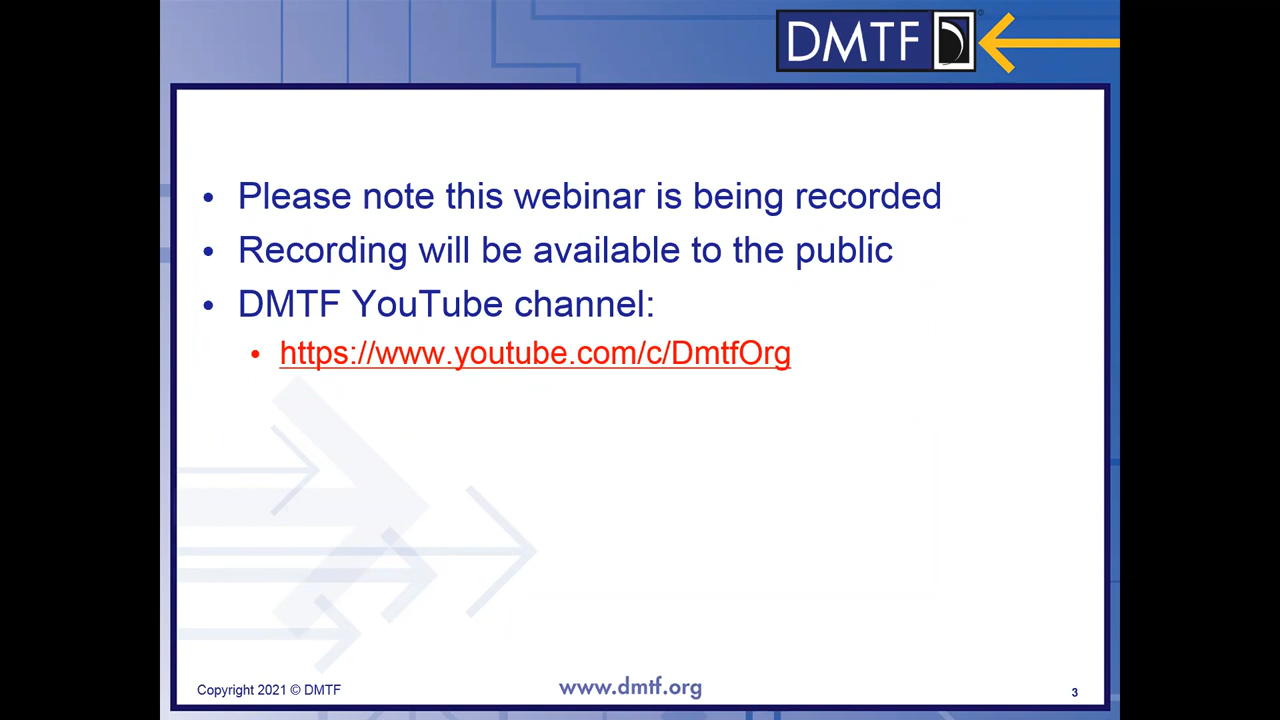 DMTF
• Please note this webinar is being recorded
• Recording will be available to the public
• DMTF YouTube channel:
• https://www.youtube.com/c/DmtfOrg
Copyright 2021 © DMTF
www.dmtf.org
3